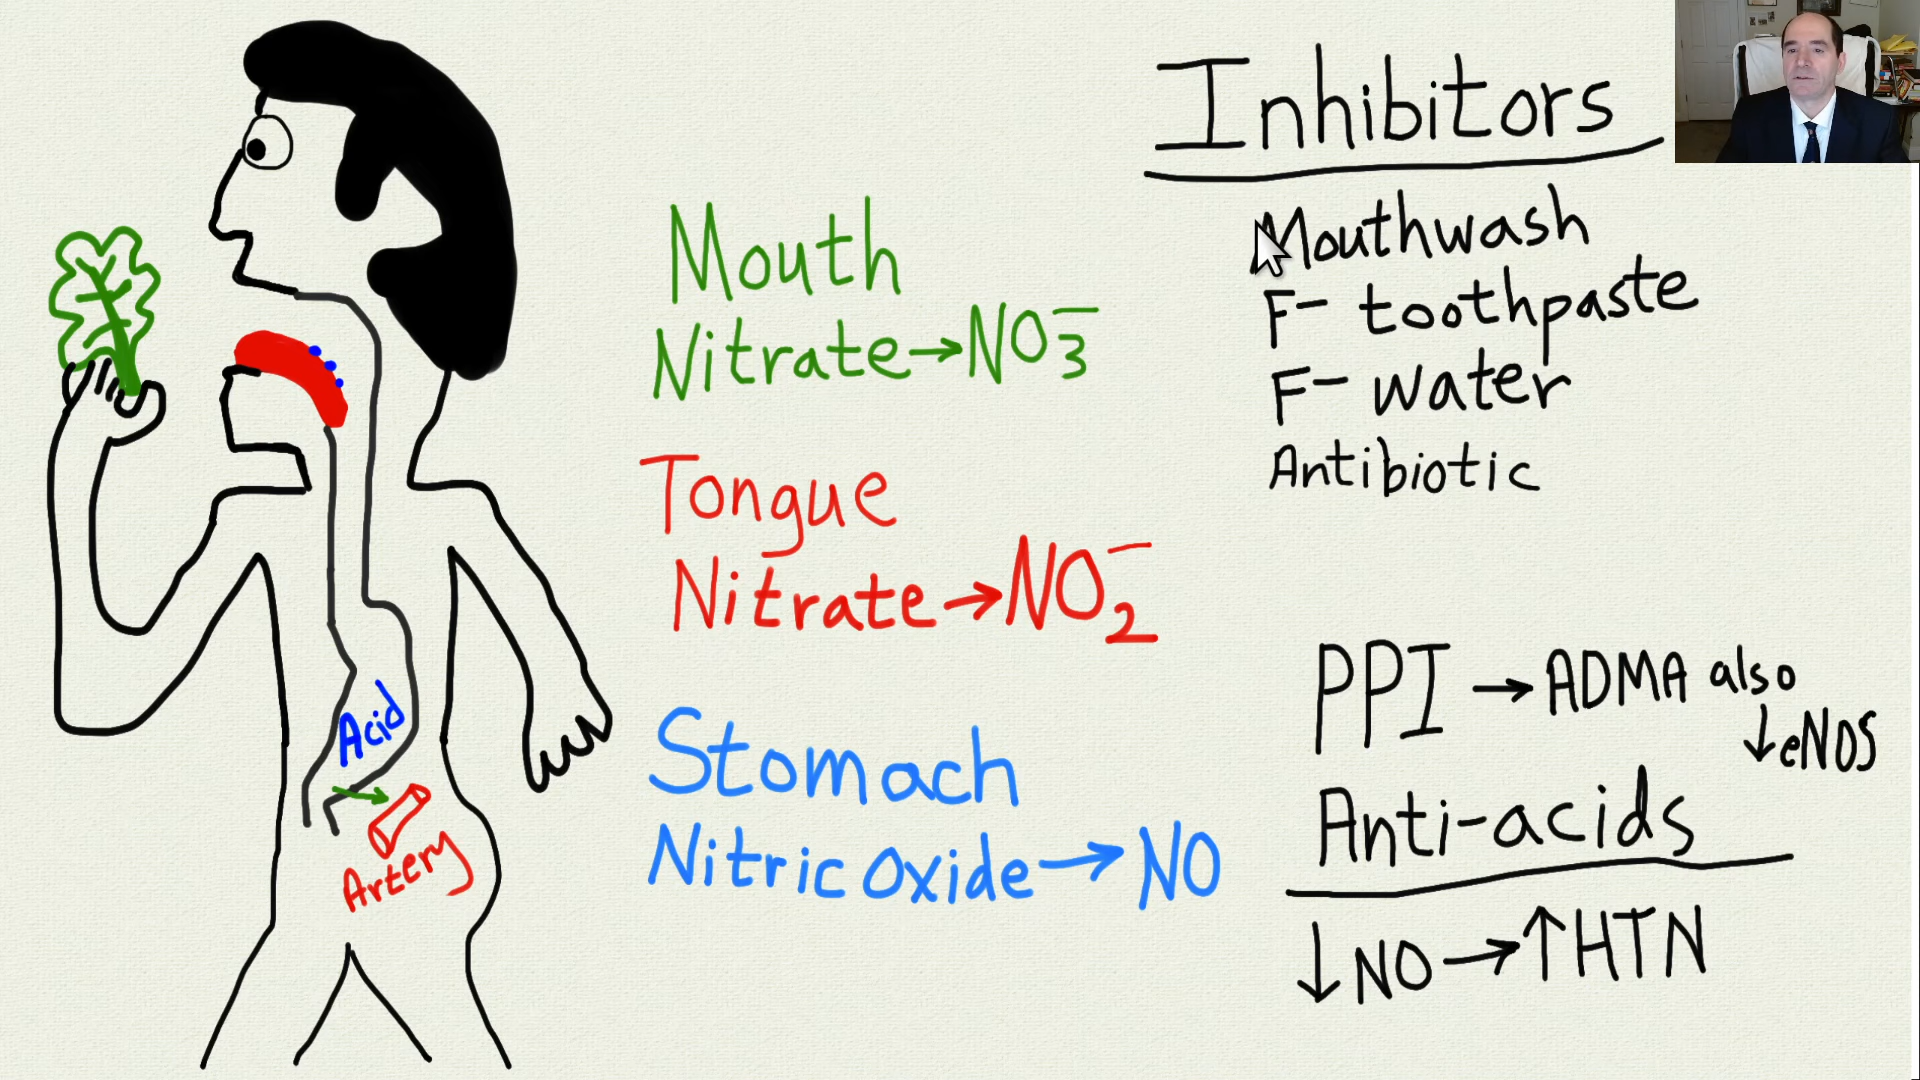 Inhibitors
Mouthwash
F- toothpaste
F- water
Antibiotic
Mouth
Nitrate→NO3-
Tongue
Nitrate→NO2-
Stomach
Nitric Oxide→NO
Acid
Artery
PPI→ADMA also
↓eNOS
Anti-acids
↓NO→↑HTN